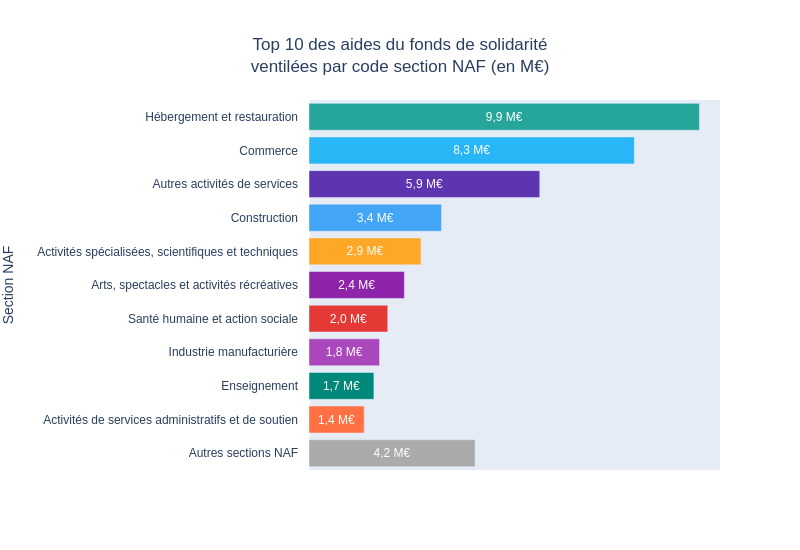 Top 10 des aides du fonds de solidarité
ventilées par code section NAF (en M€)
Section NAF
Hébergement et restauration 9,9 M€
Commerce 8,3 M€
Autres activités de services 5,9 M€
Construction 3,4 M€
Activités spécialisées, scientifiques et techniques 2,9 M€
Arts, spectacles et activités récréatives 2,4 M€
Santé humaine et action sociale 2,0 M€
Industrie manufacturière 1,8 M€
Enseignement 1,7 M€
Activités de services administratifs et de soutien 1,4 M€
Autres sections NAF 4,2 M€